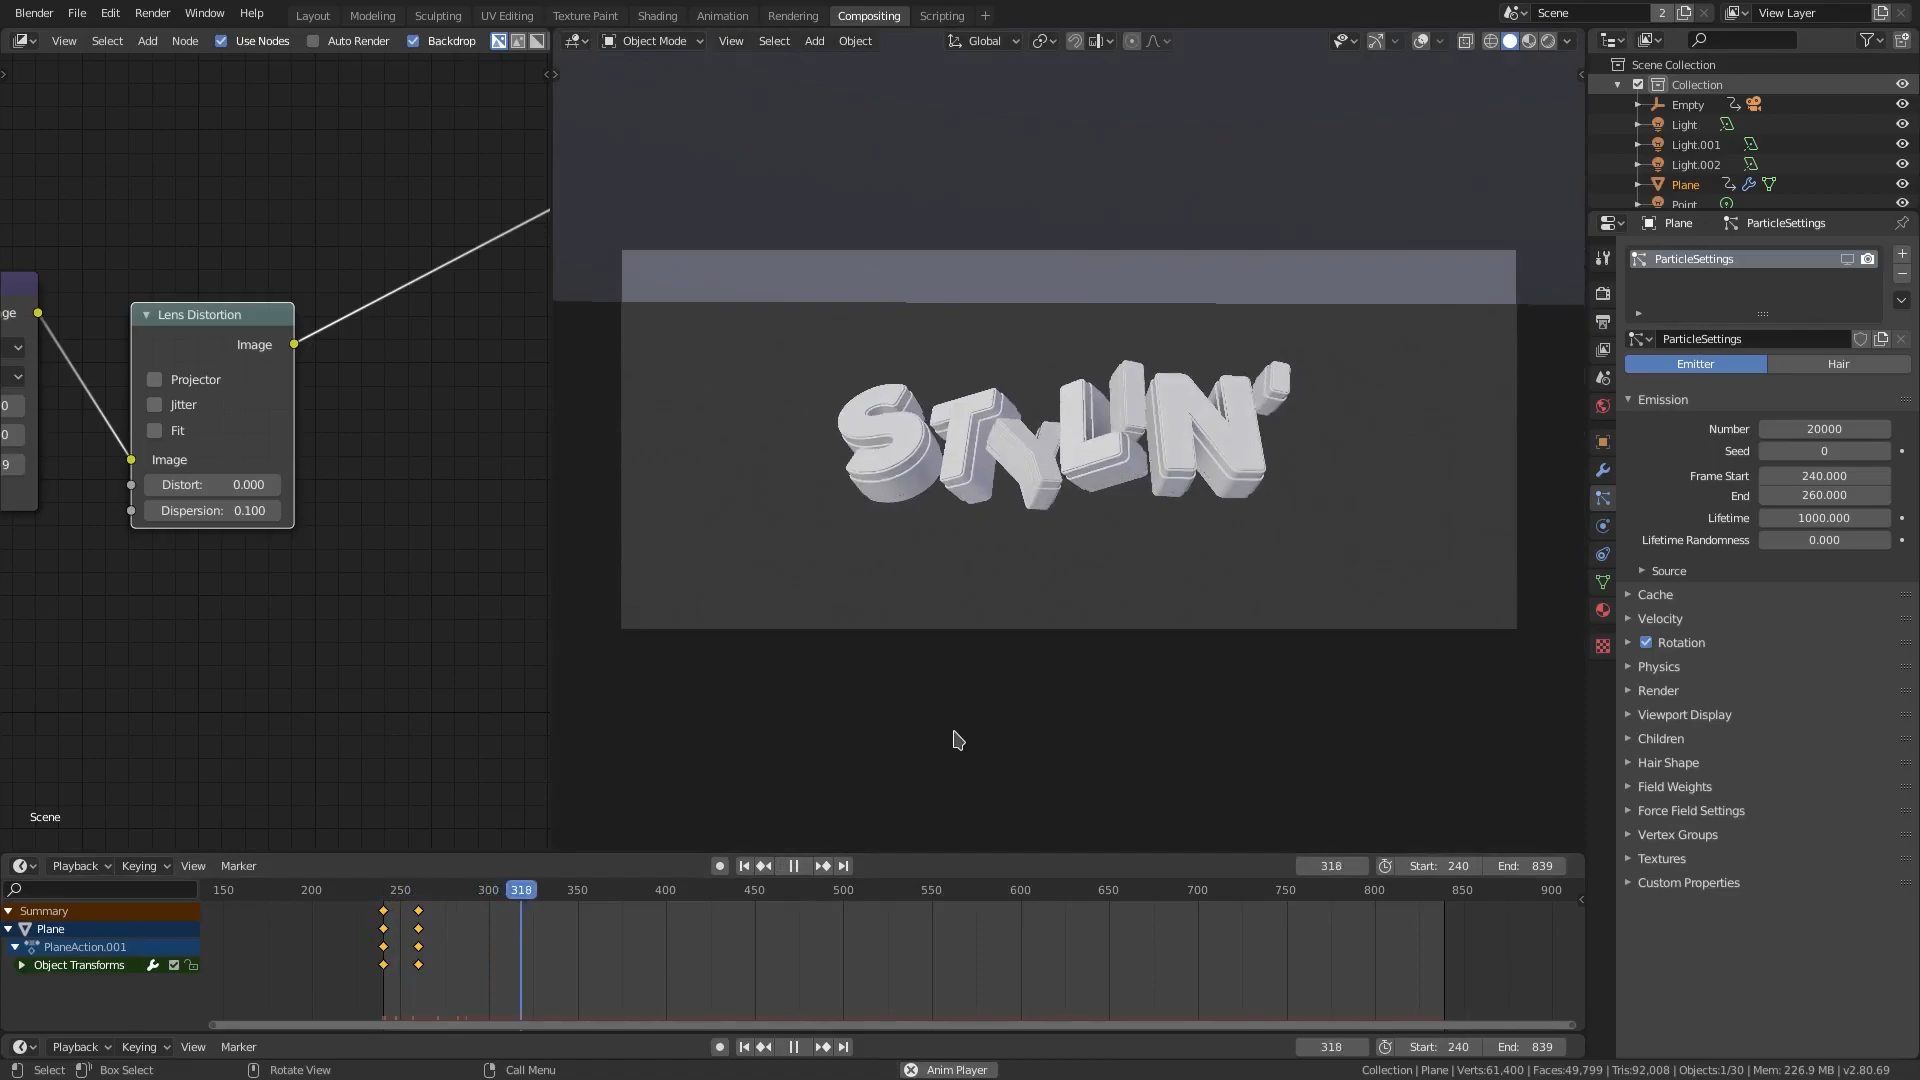 Blender File Edit Render Window Help Layout Modeling Sculpting UV Editing Texture Paint Shading Animation Rendering Compositing Scripting + Scene 2 View Layer
View Select Add Node Use Nodes Auto Render Backdrop Object Mode View Select Add Object Global
Scene Collection
Collection
Empty
Light
Light.001
Light.002
Plane
Point
Plane ParticleSettings
ParticleSettings
ParticleSettings
Emitter Hair
Emission
Number 20000
Seed 0
Frame Start 240.000
End 260.000
Lifetime 1000.000
Lifetime Randomness 0.000
Source
Cache
Velocity
Rotation
Physics
Render
Viewport Display
Children
Hair Shape
Field Weights
Force Field Settings
Vertex Groups
Textures
Custom Properties
ge
0
0
9
Lens Distortion
Image
Projector
Jitter
Fit
Image
Distort: 0.000
Dispersion: 0.100
STYLIN'
Scene
Playback Keying View Marker 318 Start: 240 End: 839
150 200 250 300 318 350 400 450 500 550 600 650 700 750 800 850 900
Summary
Plane
PlaneAction.001
Object Transforms
Playback Keying View Marker 318 Start: 240 End: 839
Select Box Select Rotate View Call Menu Anim Player Collection | Plane | Verts:61,400 | Faces:49,799 | Tris:92,008 | Objects:1/30 | Mem: 226.9 MB | v2.80.69